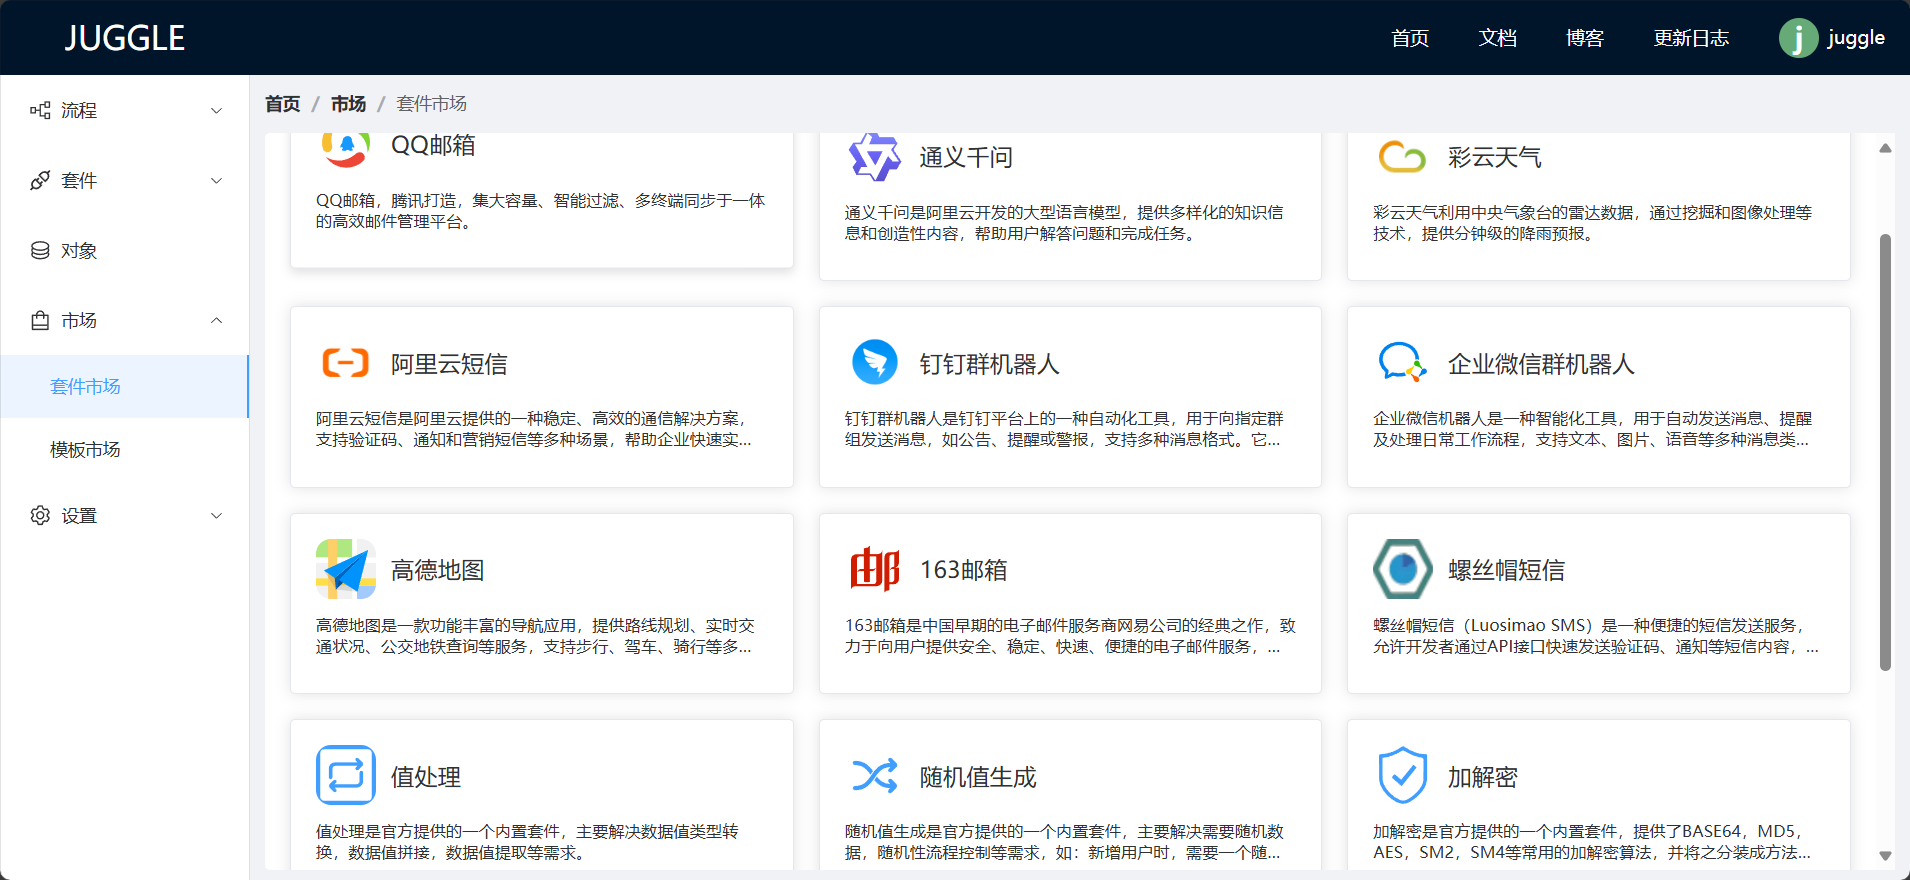 JUGGLE
首页
文档
博客
更新日志
j
juggle
流程
套件
对象
市场
套件市场
模板市场
设置
首页 / 市场 / 套件市场
QQ邮箱
QQ邮箱，腾讯打造，集大容量、智能过滤、多终端同步于一体
的高效邮件管理平台。
通义千问
通义千问是阿里云开发的大型语言模型，提供多样化的知识信
息和创造性内容，帮助用户解答问题和完成任务。
彩云天气
彩云天气利用中央气象台的雷达数据，通过挖掘和图像处理等
技术，提供分钟级的降雨预报。
阿里云短信
阿里云短信是阿里云提供的一种稳定、高效的通信解决方案，
支持验证码、通知和营销短信等多种场景，帮助企业快速实...
钉钉群机器人
钉钉群机器人是钉钉平台上的一种自动化工具，用于向指定群
组发送消息，如公告、提醒或警报，支持多种消息格式。它...
企业微信群机器人
企业微信机器人是一种智能化工具，用于自动发送消息、提醒
及处理日常工作流程，支持文本、图片、语音等多种消息类...
高德地图
高德地图是一款功能丰富的导航应用，提供路线规划、实时交
通状况、公交地铁查询等服务，支持步行、驾车、骑行等多...
邮
163邮箱
163邮箱是中国早期的电子邮件服务商网易公司的经典之作，致
力于向用户提供安全、稳定、快速、便捷的电子邮件服务，...
螺丝帽短信
螺丝帽短信（Luosimao SMS）是一种便捷的短信发送服务，
允许开发者通过API接口快速发送验证码、通知等短信内容，...
值处理
值处理是官方提供的一个内置套件，主要解决数据值类型转
换，数据值拼接，数据值提取等需求。
随机值生成
随机值生成是官方提供的一个内置套件，主要解决需要随机数
据，随机性流程控制等需求，如：新增用户时，需要一个随...
加解密
加解密是官方提供的一个内置套件，提供了BASE64，MD5，
AES，SM2，SM4等常用的加解密算法，并将之分装成方法...